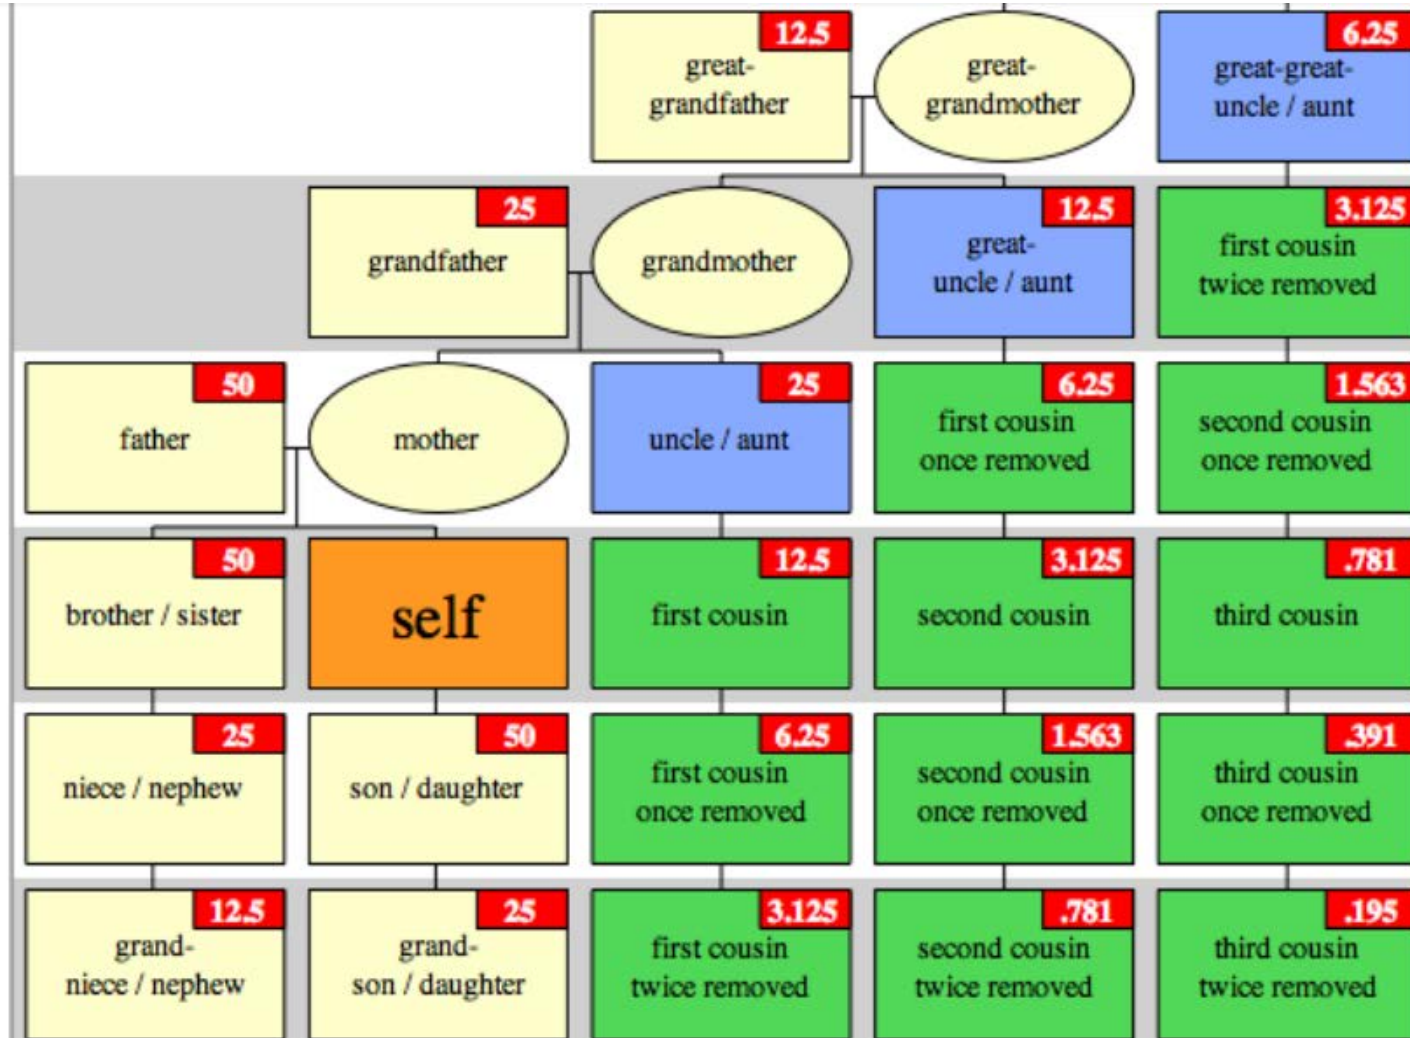 12.5
great-
grandfather
great-
grandmother
6.25
great-great-
uncle / aunt
25
grandfather
grandmother
12.5
great-
uncle / aunt
3.125
first cousin
twice removed
50
father
mother
25
uncle / aunt
6.25
first cousin
once removed
1.563
second cousin
once removed
50
brother / sister
self
12.5
first cousin
3.125
second cousin
.781
third cousin
25
niece / nephew
50
son / daughter
6.25
first cousin
once removed
1.563
second cousin
once removed
.391
third cousin
once removed
12.5
grand-
niece / nephew
25
grand-
son / daughter
3.125
first cousin
twice removed
.781
second cousin
twice removed
.195
third cousin
twice removed